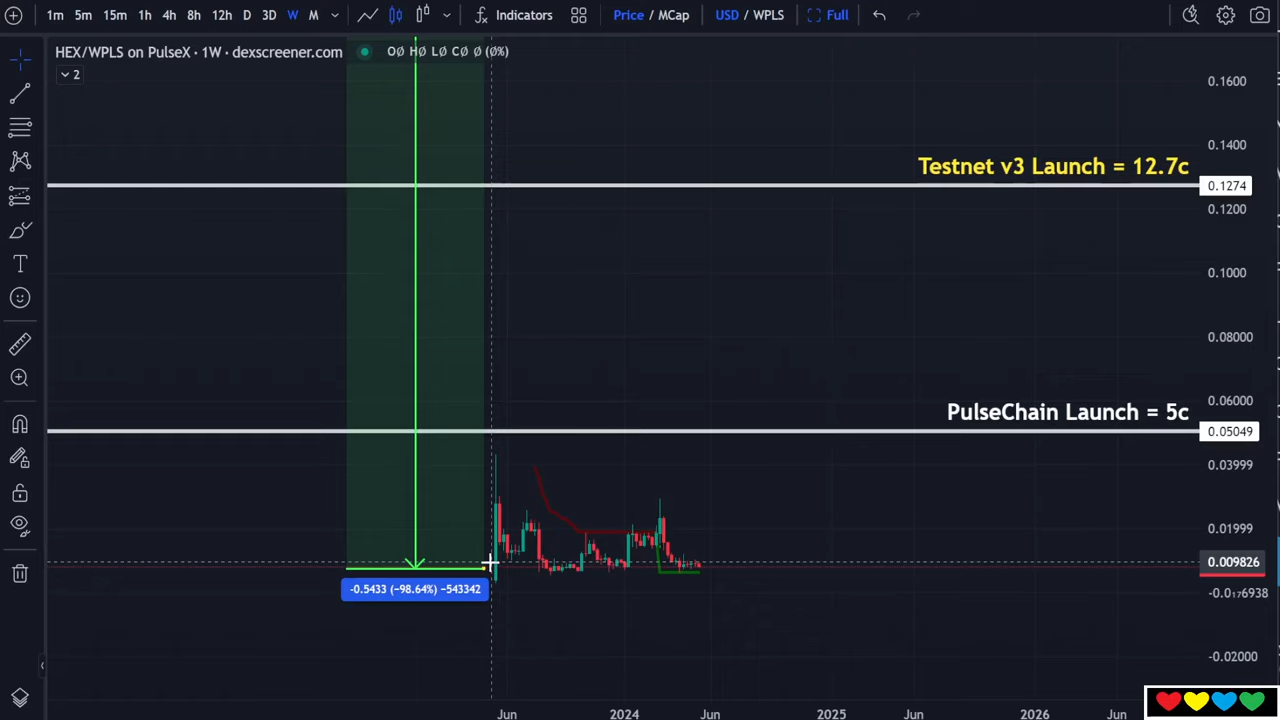 1m 5m 15m 1h 4h 8h 12h D 3D W M Indicators Price / MCap USD / WPLS Full
HEX/WPLS on PulseX · 1W · dexscreener.com O∅ H∅ L∅ C∅ ∅ (∅%)
2
0.1600
0.1400
Testnet v3 Launch = 12.7c
0.1274
0.1200
0.1000
0.08000
0.06000
PulseChain Launch = 5c
0.05049
0.03999
0.01999
0.009826
-0.5433 (−98.64%) −543342
-0.0₁₇6938
-0.02000
Jun 2024 Jun 2025 Jun 2026 Jun